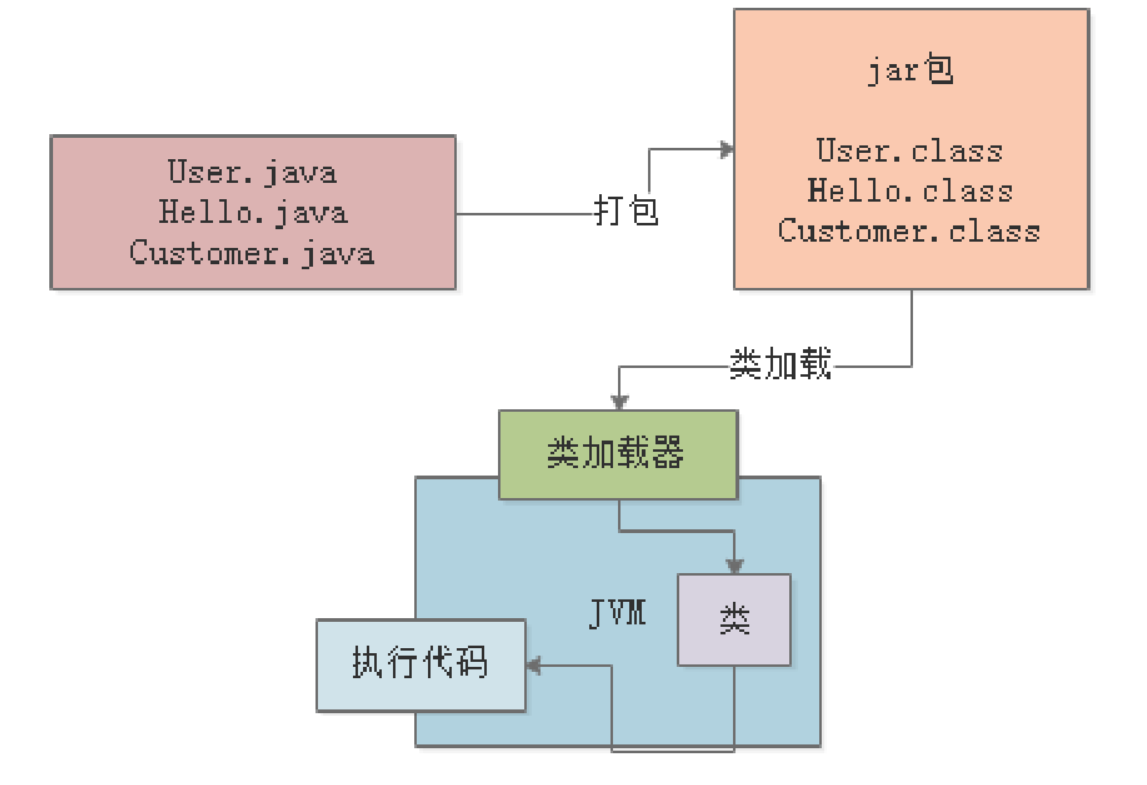 jar包
User.class
Hello.class
Customer.class
User.java
Hello.java
Customer.java
打包
类加载
类加载器
JVM
类
执行代码